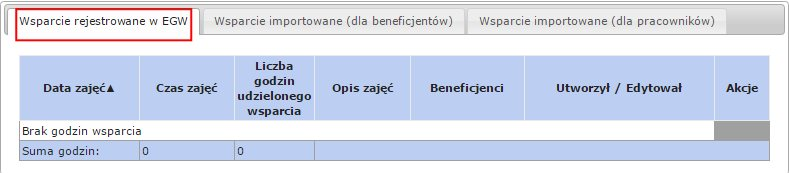 Wsparcie rejestrowane w EGW Wsparcie importowane (dla beneficjentów) Wsparcie importowane (dla pracowników)
Data zajęć▲ Czas zajęć Liczba godzin udzielonego wsparcia Opis zajęć Beneficjenci Utworzył / Edytował Akcje
Brak godzin wsparcia
Suma godzin: 0 0